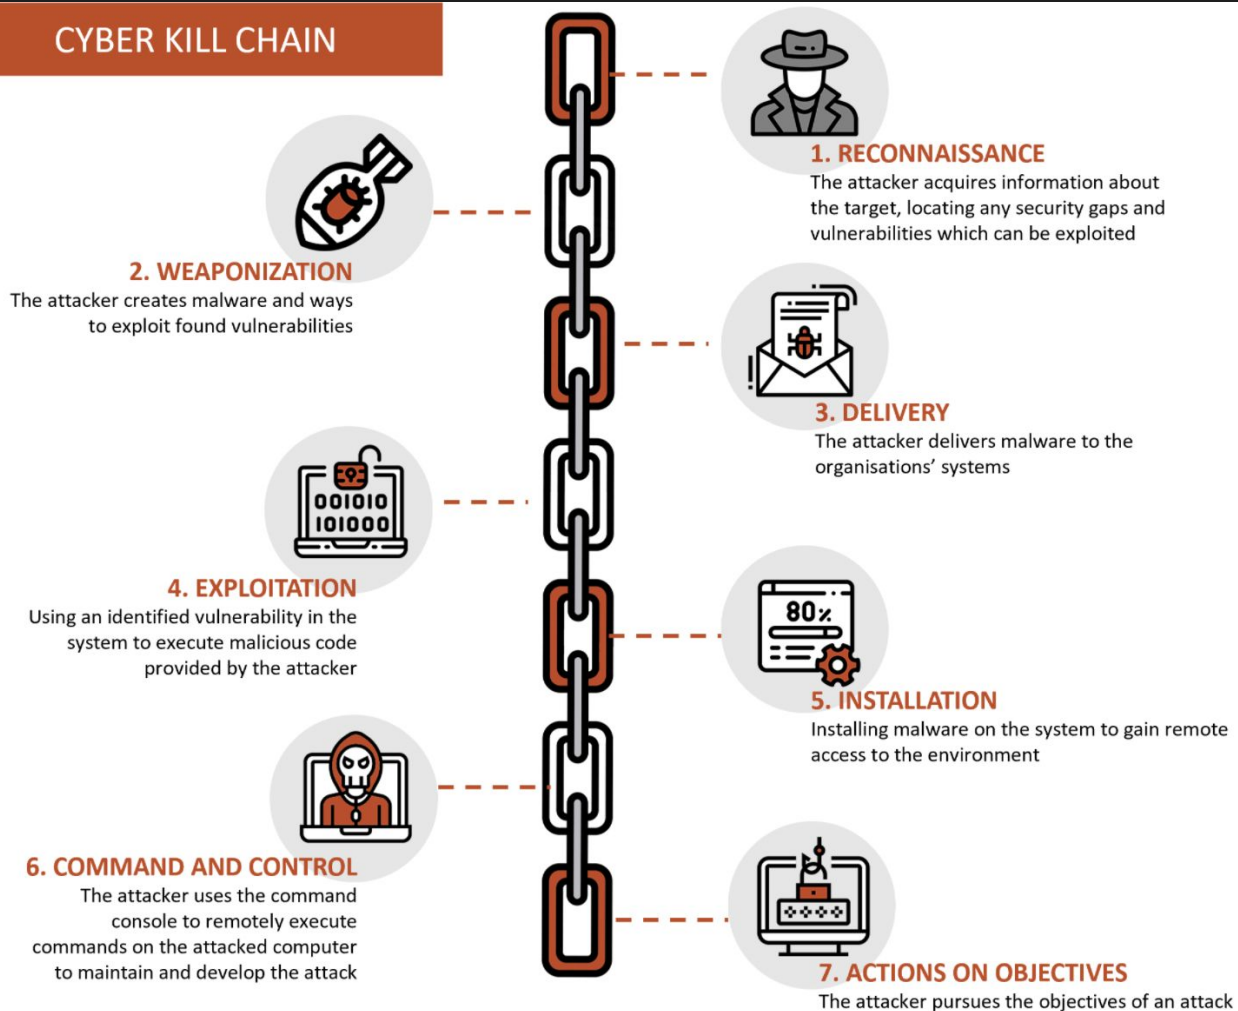 CYBER KILL CHAIN
1. RECONNAISSANCE
The attacker acquires information about
the target, locating any security gaps and
vulnerabilities which can be exploited
2. WEAPONIZATION
The attacker creates malware and ways
to exploit found vulnerabilities
3. DELIVERY
The attacker delivers malware to the
organisations’ systems
001010
101000
4. EXPLOITATION
Using an identified vulnerability in the
system to execute malicious code
provided by the attacker
80%
5. INSTALLATION
Installing malware on the system to gain remote
access to the environment
6. COMMAND AND CONTROL
The attacker uses the command
console to remotely execute
commands on the attacked computer
to maintain and develop the attack
7. ACTIONS ON OBJECTIVES
The attacker pursues the objectives of an attack